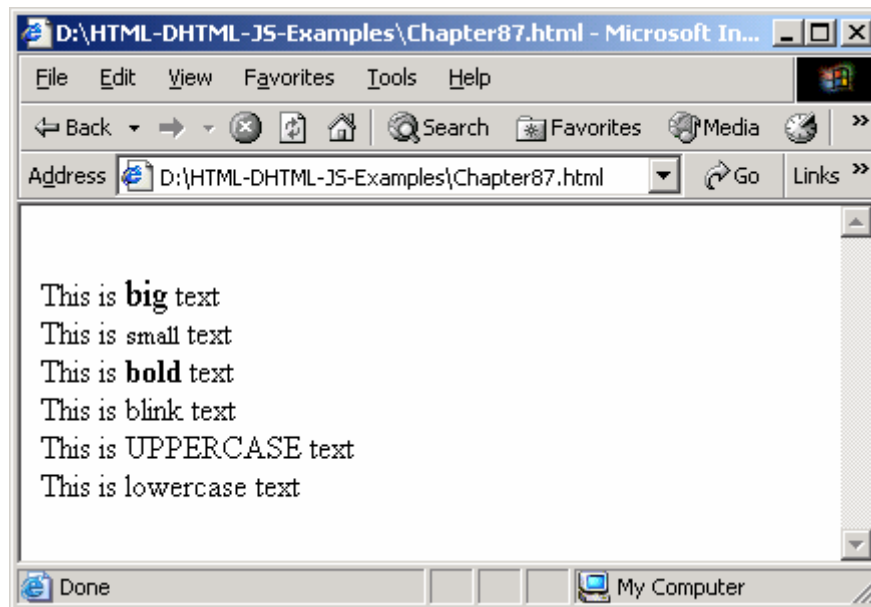 D:\HTML-DHTML-JS-Examples\Chapter87.html - Microsoft In...
File Edit View Favorites Tools Help
Back Search Favorites Media »
Address D:\HTML-DHTML-JS-Examples\Chapter87.html Go Links »
This is big text
This is small text
This is bold text
This is blink text
This is UPPERCASE text
This is lowercase text
Done My Computer